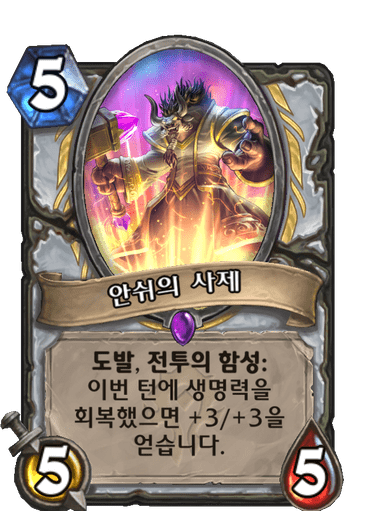 5
안쉬의 사제
도발, 전투의 함성:
이번 턴에 생명력을
회복했으면 +3/+3을
얻습니다.
5
5